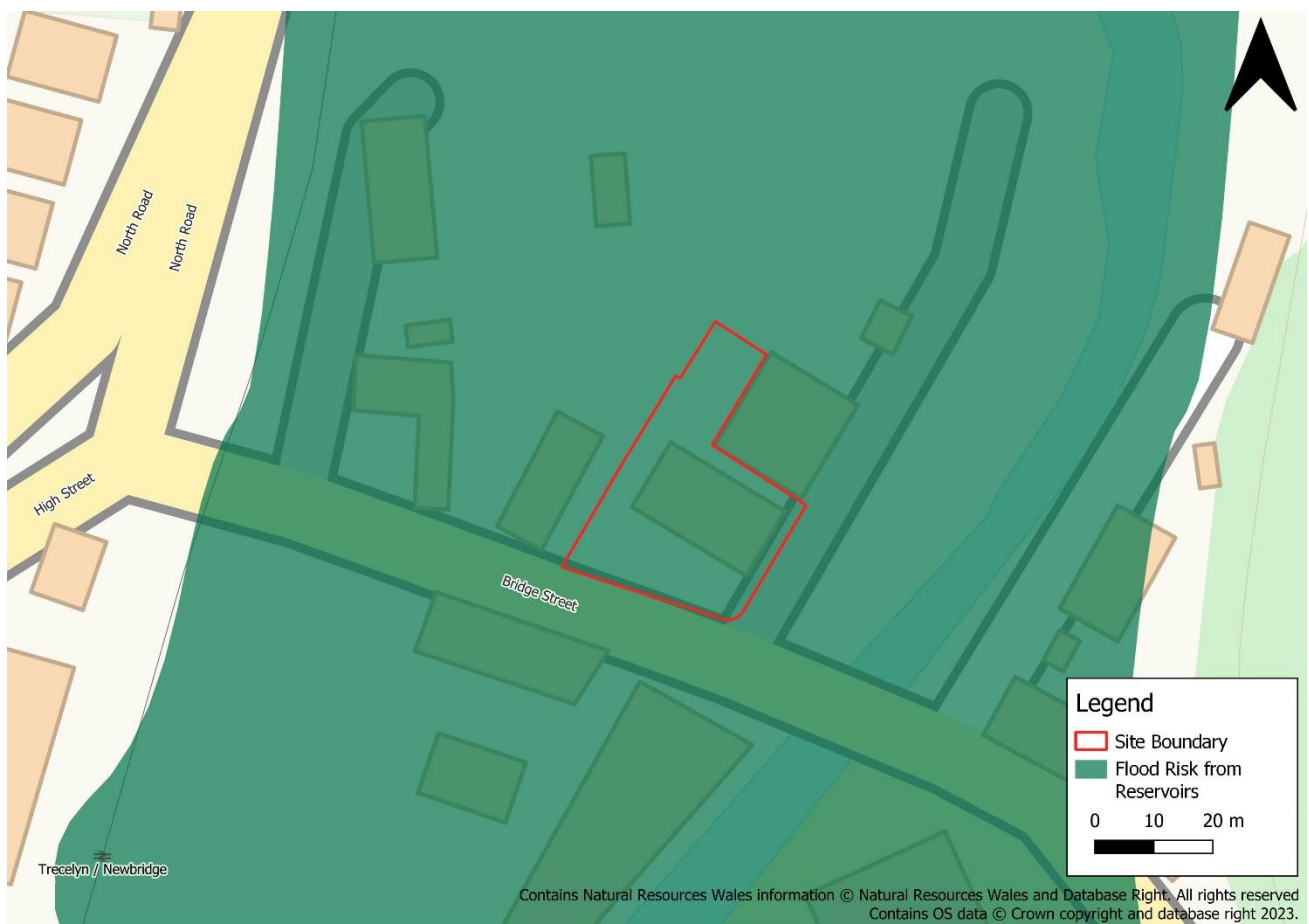 North Road
North Road
High Street
Bridge Street
Trecelyn / Newbridge
Legend
Site Boundary
Flood Risk from
Reservoirs
0 10 20 m
Contains Natural Resources Wales information © Natural Resources Wales and Database Right. All rights reserved
Contains OS data © Crown copyright and database right 2023.